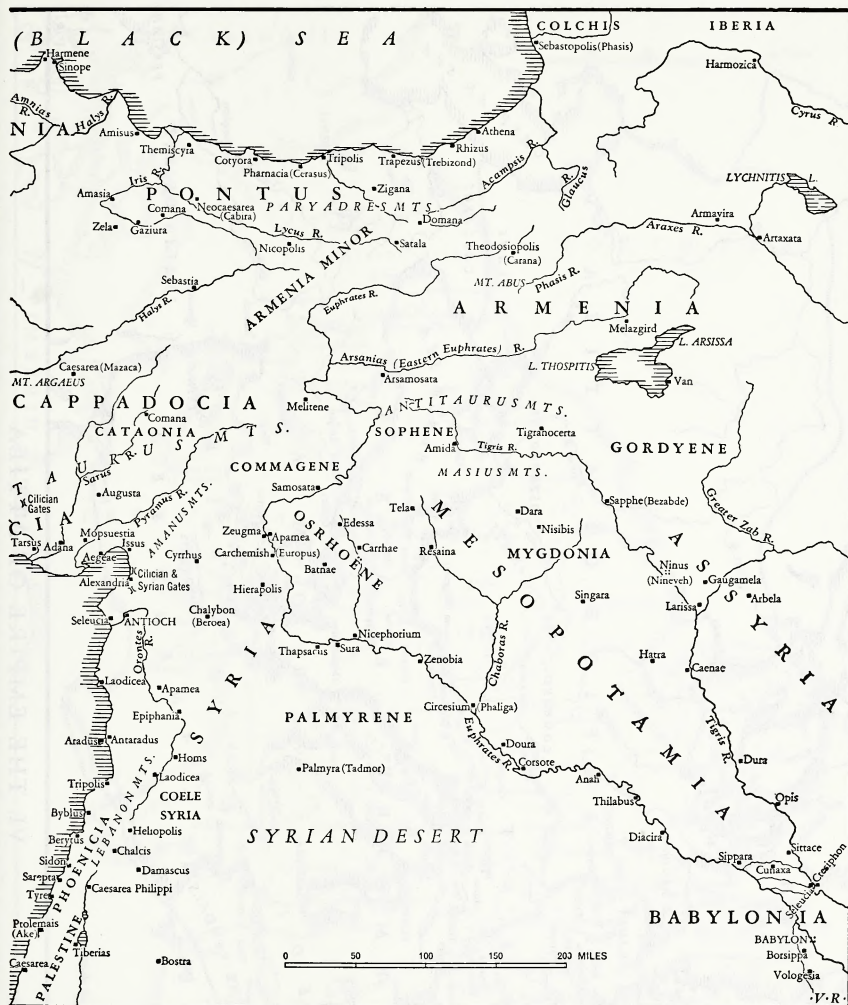 COLCHIS
IBERIA
(BLACK) SEA
Sebastopolis (Phasis)
Harmene
Sinope
Harmozica
Amnias R.
Halys R.
Cyrus R
NIA
Amisus
Athena
Themiscyra
Rhizus
Cotyora
Tripolis
Trapezus (Trebizond)
Pharnacia (Cerasus)
Acampsis R.
R. Glaucus
LYCHNITIS L.
Iris R.
Zigana
Amasia
PONTUS
Comana
Neocaesarea
(Cabira)
PARYADRES MTS.
Domana
Armavira
Zela
Gaziura
Lycus R.
Araxes R.
Artaxata
Nicopolis
Satala
Theodosiopolis
(Carana)
ARMENIA MINOR
MT. ABUS
Phasis R.
Sebastia
Halys R.
Euphrates R.
ARMENIA
Melazgird
L. ARSISSA
Arsanias (Eastern Euphrates) R.
L. THOSPITIS
Caesarea (Mazaca)
MT. ARGAEUS
Arsamosata
Van
CAPPADOCIA
Melitene
ANTITAURUS MTS.
Comana
CATAONIA
SOPHENE
Tigranocerta
TAURUS MTS.
Amida
Tigris R.
GORDYENE
COMMAGENE
MASIUS MTS.
Sarus R.
Samosata
Cilician
Gates
Augusta
Pyramus R.
AMANUS MTS.
Sapphe (Bezabde)
Greater Zab R.
CIA
Tela
Dara
Edessa
Nisibis
Mopsuestia
Zeugma
Apamea
OSRHOËNE
MESOPOTAMIA
ASSYRIA
Tarsus
Adana
Issus
Carchemish (Europus)
Carrhae
Resaina
MYGDONIA
Aegeae
Cyrrhus
Batnae
Ninus
(Nineveh)
Gaugamela
Alexandria
Cilician &
Syrian Gates
Hierapolis
Singara
Arbela
Larissa
Chalybon
(Beroea)
Seleucia
ANTIOCH
Orontes R.
SYRIA
Nicephorium
Chaboras R.
Thapsacus
Sura
Zenobia
Hatra
Caenae
Laodicea
Apamea
Epiphania
PALMYRENE
Circesium (Phaliga)
Euphrates R.
Tigris R.
Aradus
Antaradus
Doura
Homs
Corsote
Dura
Palmyra (Tadmor)
Laodicea
Anah
Tripolis
LEBANON MTS.
COELE
SYRIA
Thilabus
Opis
Byblus
Berytus
Heliopolis
SYRIAN DESERT
Diacira
PHOENICIA
Chalcis
Sittace
Sidon
Damascus
Sippara
Cunaxa
Ctesiphon
Sarepta
Caesarea Philippi
Seleucia
Tyre
Ptolemais
(Ake)
BABYLONIA
PALESTINE
Tiberias
BABYLON
Caesarea
Bostra
0 50 100 150 200 MILES
Borsippa
Vologesia
·V·R·